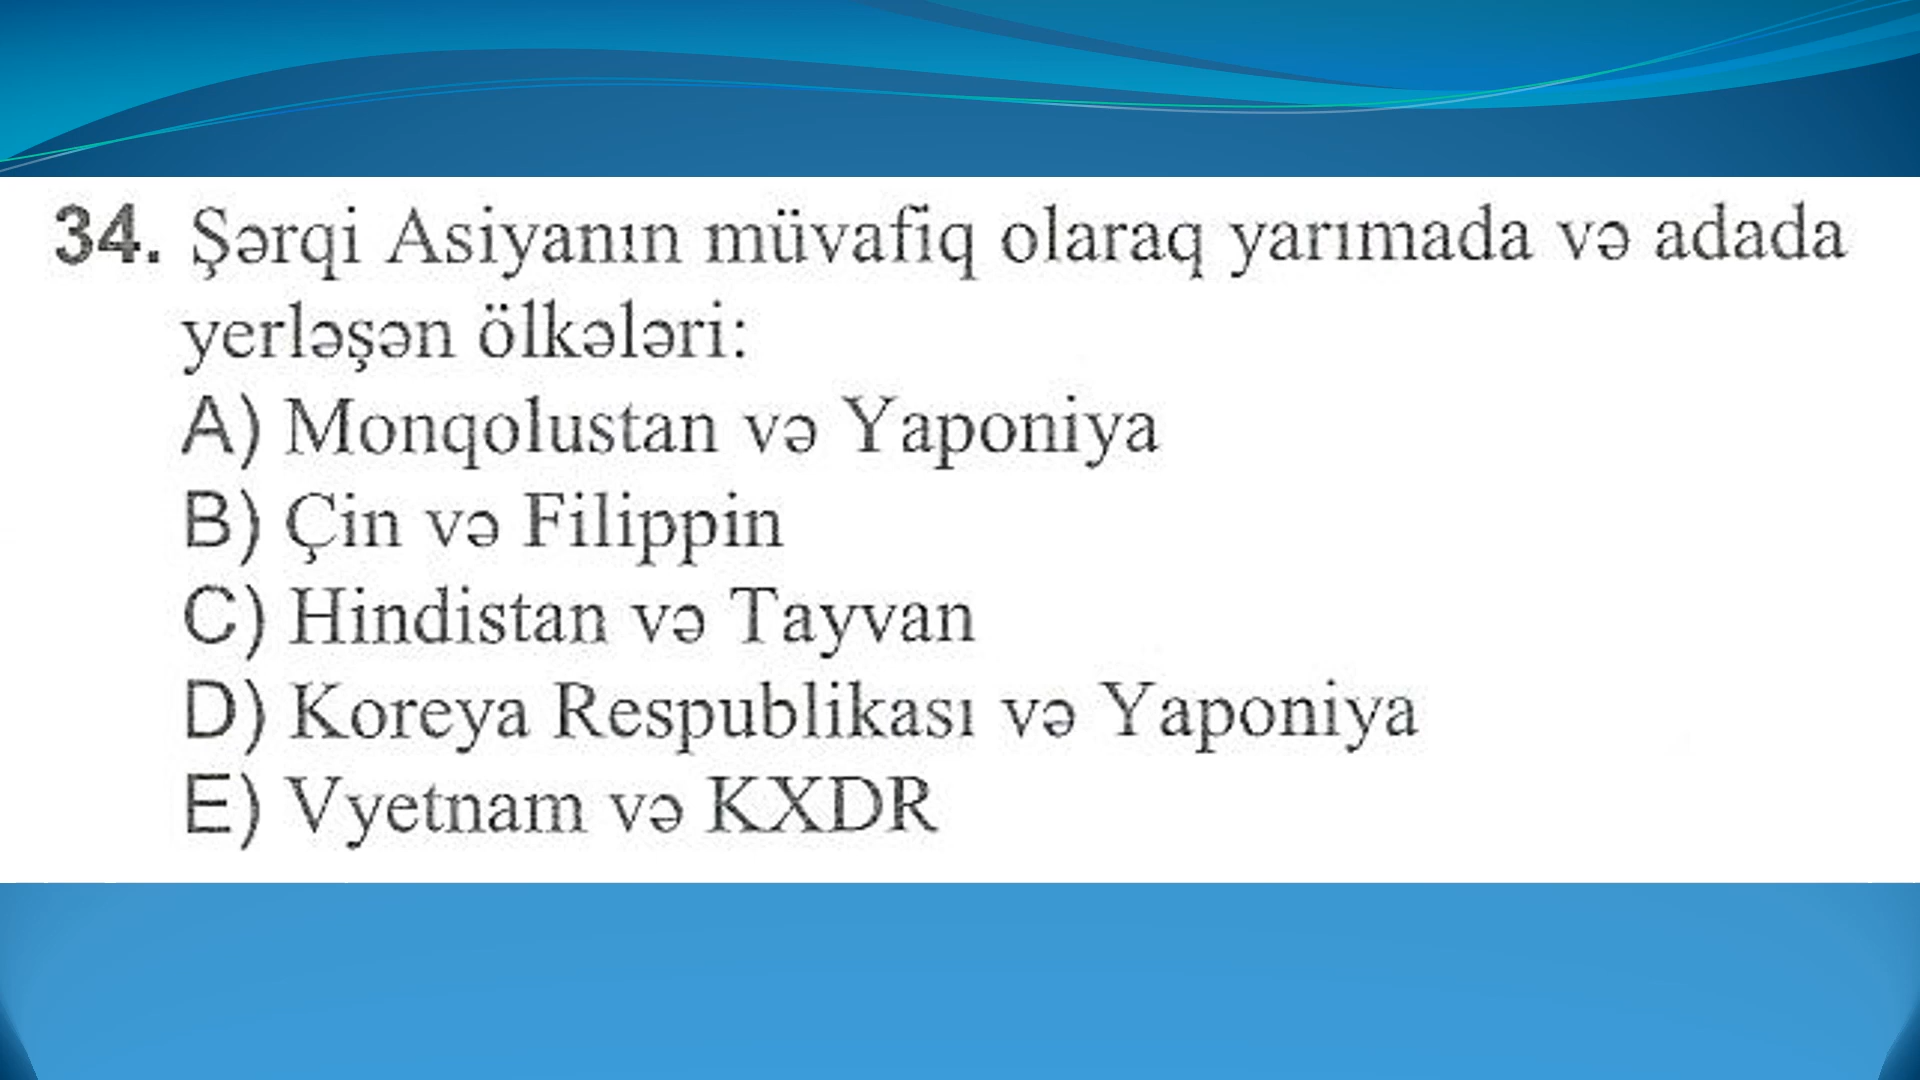 34. Şərqi Asiyanın müvafiq olaraq yarımada və adada
yerləşən ölkələri:
A) Monqolustan və Yaponiya
B) Çin və Filippin
C) Hindistan və Tayvan
D) Koreya Respublikası və Yaponiya
E) Vyetnam və KXDR